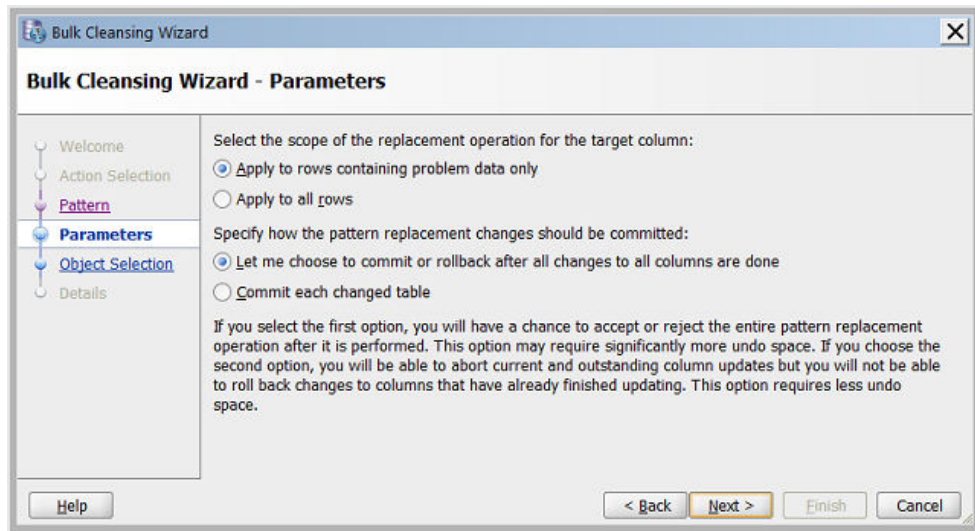 Bulk Cleansing Wizard
Bulk Cleansing Wizard - Parameters
Welcome
Action Selection
Pattern
Parameters
Object Selection
Details
Select the scope of the replacement operation for the target column:
Apply to rows containing problem data only
Apply to all rows
Specify how the pattern replacement changes should be committed:
Let me choose to commit or rollback after all changes to all columns are done
Commit each changed table
If you select the first option, you will have a chance to accept or reject the entire pattern replacement
operation after it is performed. This option may require significantly more undo space. If you choose the
second option, you will be able to abort current and outstanding column updates but you will not be able
to roll back changes to columns that have already finished updating. This option requires less undo
space.
Help
< Back
Next >
Finish
Cancel